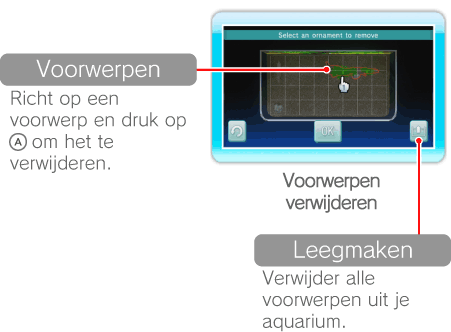 Select an ornament to remove
Voorwerpen
Richt op een
voorwerp en druk op
Ⓐ om het te
verwijderen.
OK
Voorwerpen
verwijderen
Leegmaken
Verwijder alle
voorwerpen uit je
aquarium.